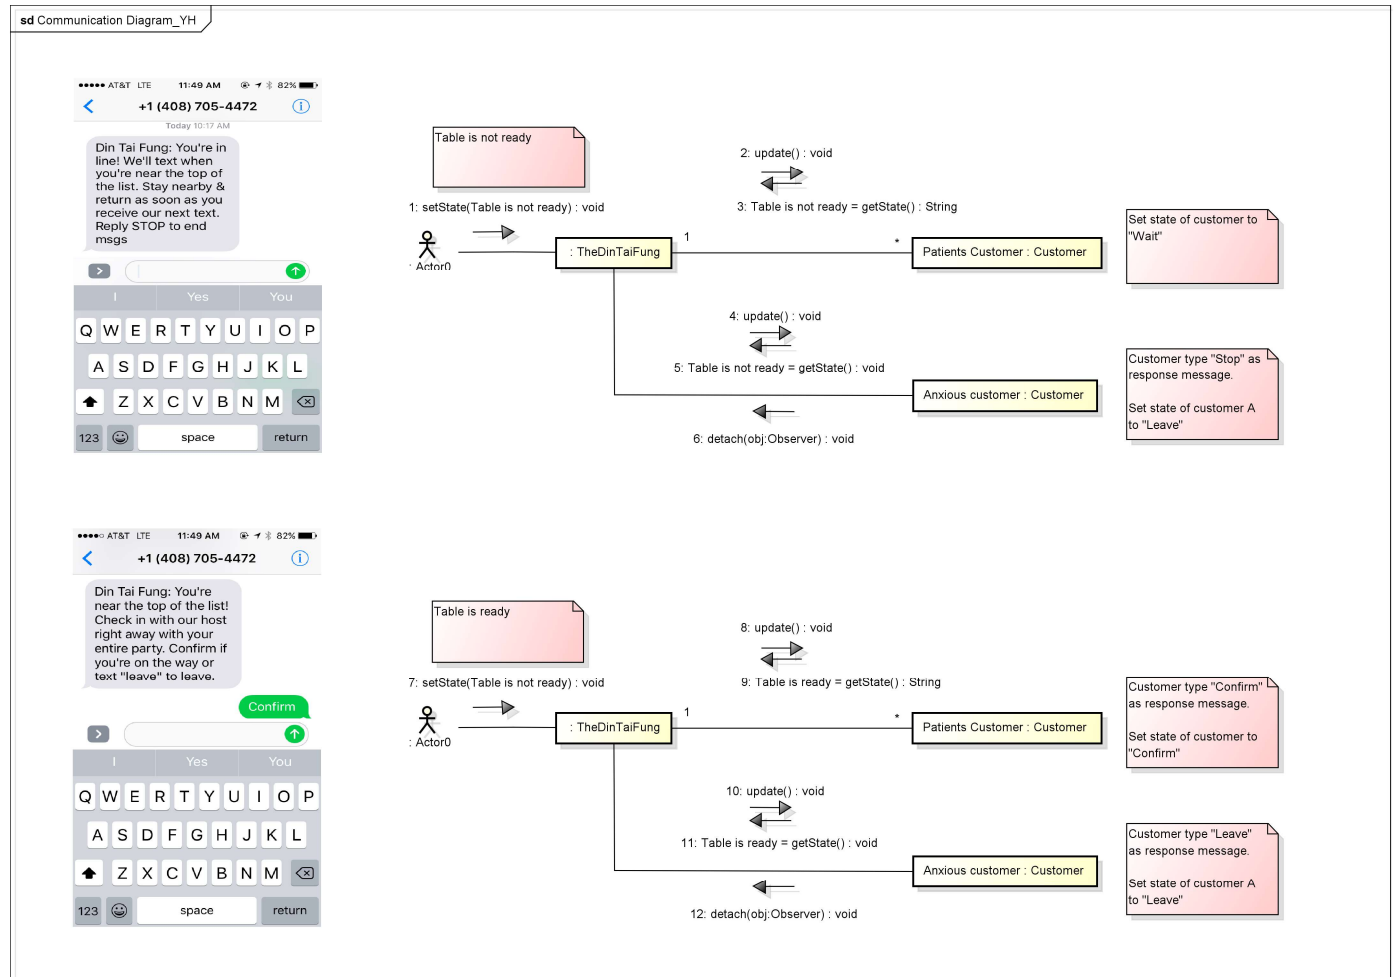 sd Communication Diagram_YH
●●●●● AT&T LTE 11:49 AM 82%
+1 (408) 705-4472
Today 10:17 AM
Din Tai Fung: You're in
line! We'll text when
you're near the top of
the list. Stay nearby &
return as soon as you
receive our next text.
Reply STOP to end
msgs
I Yes You
Q W E R T Y U I O P
A S D F G H J K L
Z X C V B N M
123 space return
Table is not ready
2: update() : void
3: Table is not ready = getState() : String
1: setState(Table is not ready) : void
: Actor0
: TheDinTaiFung
1
*
Patients Customer : Customer
Set state of customer to
"Wait"
4: update() : void
5: Table is not ready = getState() : void
Anxious customer : Customer
6: detach(obj:Observer) : void
Customer type "Stop" as
response message.
Set state of customer A
to "Leave"
●●●●○ AT&T LTE 11:49 AM 82%
+1 (408) 705-4472
Din Tai Fung: You're
near the top of the list!
Check in with our host
right away with your
entire party. Confirm if
you're on the way or
text "leave" to leave.
Confirm
I Yes You
Q W E R T Y U I O P
A S D F G H J K L
Z X C V B N M
123 space return
Table is ready
8: update() : void
9: Table is ready = getState() : String
7: setState(Table is not ready) : void
: Actor0
: TheDinTaiFung
1
*
Patients Customer : Customer
Customer type "Confirm"
as response message.
Set state of customer to
"Confirm"
10: update() : void
11: Table is ready = getState() : void
Anxious customer : Customer
12: detach(obj:Observer) : void
Customer type "Leave"
as response message.
Set state of customer A
to "Leave"